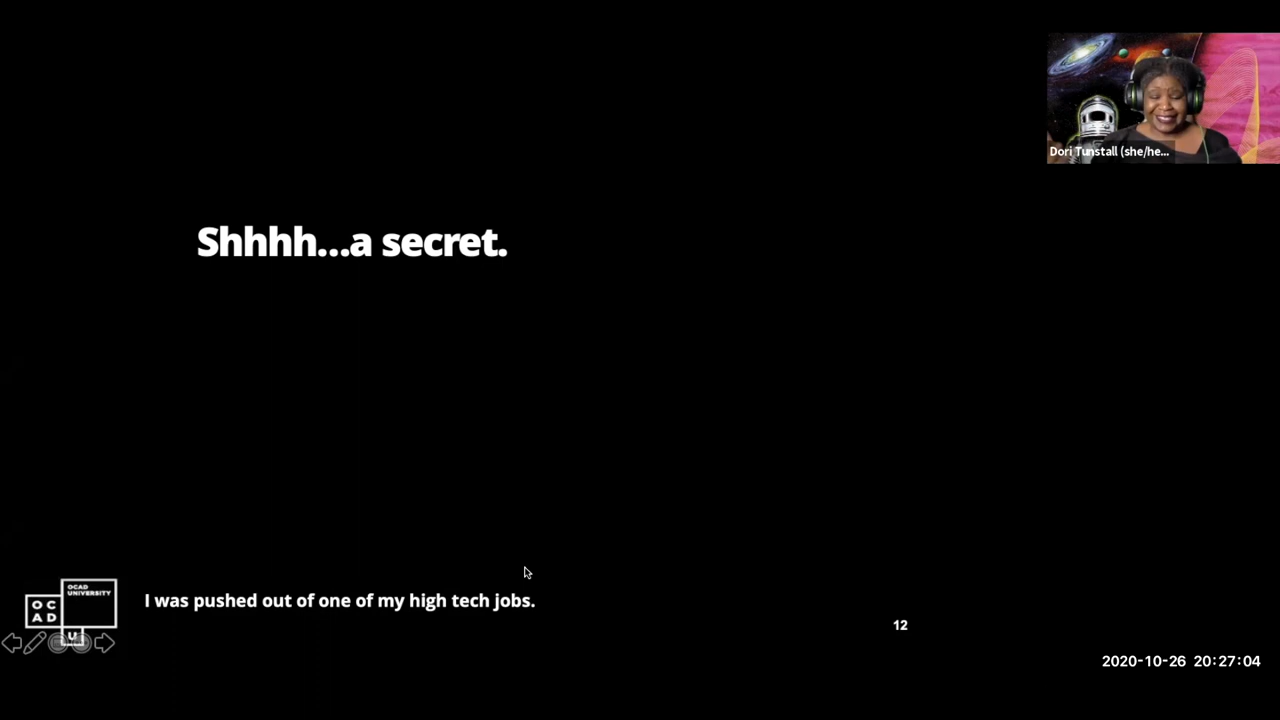 Dori Tunstall (she/he...
Shhhh...a secret.
OCAD
UNIVERSITY
O C
A D
U
I was pushed out of one of my high tech jobs.
12
2020-10-26 20:27:04